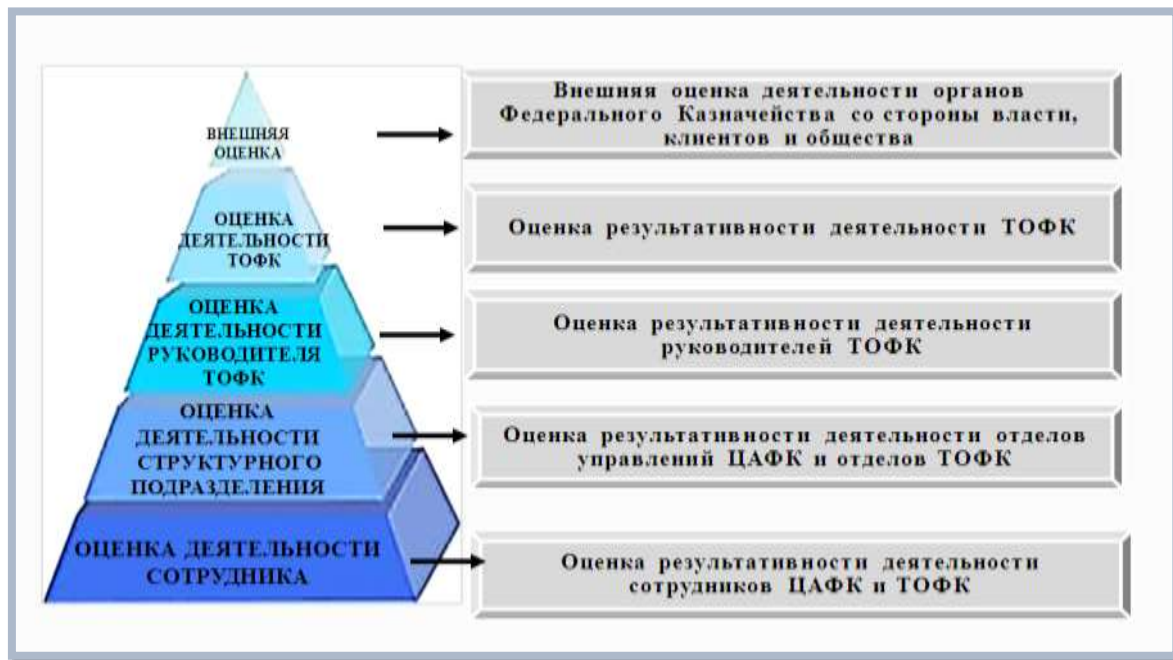 ВНЕШНЯЯ
ОЦЕНКА
Внешняя оценка деятельности органов
Федерального Казначейства со стороны власти,
клиентов и общества
ОЦЕНКА
ДЕЯТЕЛЬНОСТИ
ТОФК
Оценка результативности деятельности ТОФК
ОЦЕНКА
ДЕЯТЕЛЬНОСТИ
РУКОВОДИТЕЛЯ
ТОФК
Оценка результативности деятельности
руководителей ТОФК
ОЦЕНКА
ДЕЯТЕЛЬНОСТИ
СТРУКТУРНОГО
ПОДРАЗДЕЛЕНИЯ
Оценка результативности деятельности отделов
управлений ЦАФК и отделов ТОФК
ОЦЕНКА ДЕЯТЕЛЬНОСТИ
СОТРУДНИКА
Оценка результативности деятельности
сотрудников ЦАФК и ТОФК